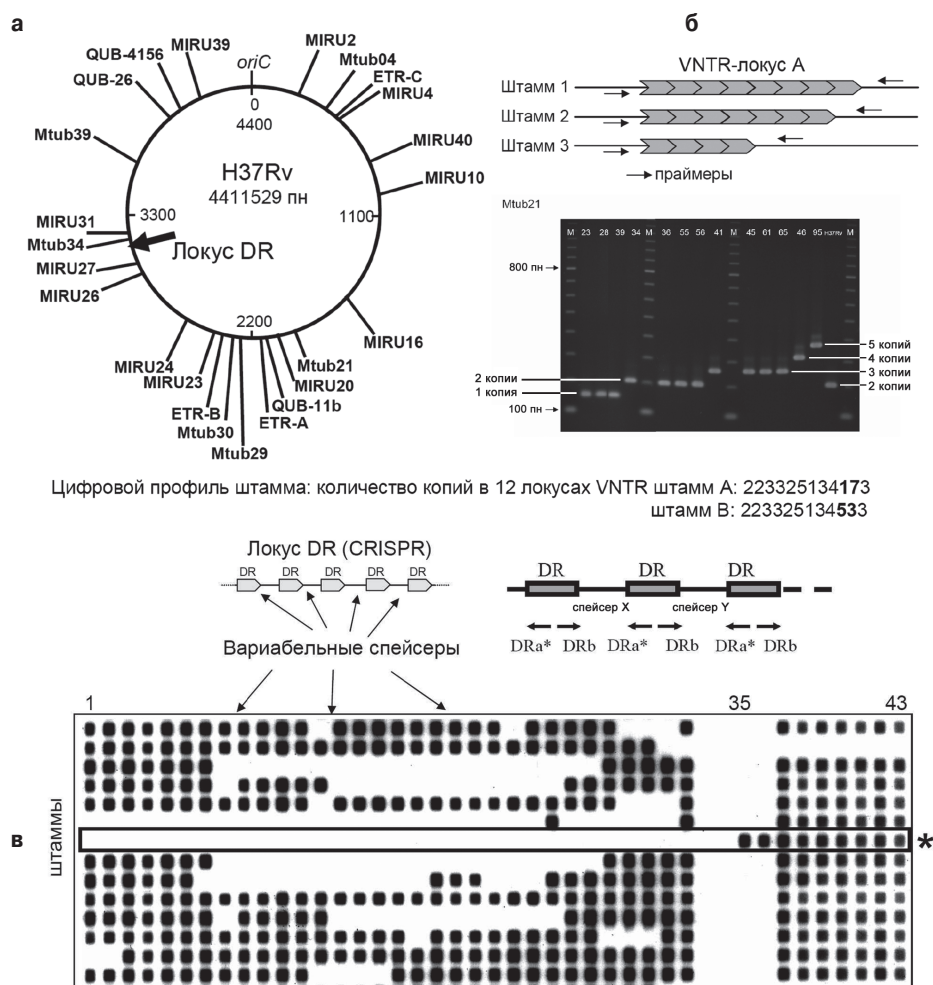 а
б
QUB-4156
MIRU39
oriC
MIRU2
QUB-26
Mtub04
ETR-C
MIRU4
0
4400
Mtub39
MIRU40
H37Rv
4411529 пн
MIRU10
MIRU31
3300
1100
Mtub34
Локус DR
MIRU27
MIRU26
2200
MIRU16
MIRU24
MIRU23
Mtub21
MIRU20
QUB-11b
ETR-B
ETR-A
Mtub30
Mtub29
VNTR-локус A
Штамм 1
Штамм 2
Штамм 3
праймеры
Mtub21
M 23 28 39 34 M 36 55 56 41 M 45 61 65 46 95 H37RV M
800 пн
5 копий
4 копии
2 копии
3 копии
1 копия
2 копии
100 пн
Цифровой профиль штамма: количество копий в 12 локусах VNTR штамм А: 223325134173
штамм В: 223325134533
Локус DR (CRISPR)
DR DR DR DR DR
Вариабельные спейсеры
DR DR DR
спейсер X спейсер Y
DRa* DRb DRa* DRb DRa* DRb
1 35 43
штаммы
в
*